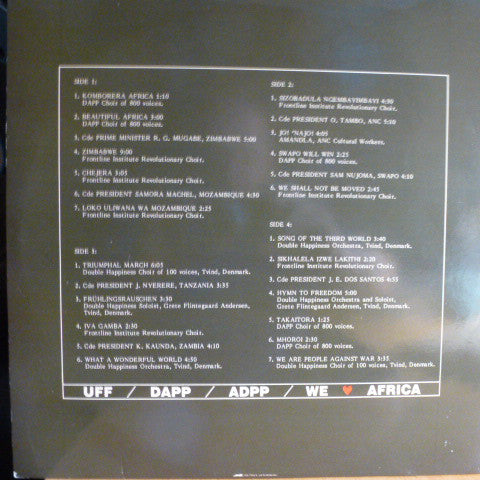 SIDE 1:
1. KOMBORERA AFRICA 1:10
DAPP Choir of 800 voices.
2. BEAUTIFUL AFRICA 3:00
DAPP Choir of 800 voices.
3. Cde PRIME MINISTER R. G. MUGABE, ZIMBABWE 5:00
4. ZIMBABWE 9:00
Frontline Institute Revolutionary Choir.
5. CHEJERA 3:05
Frontline Institute Revolutionary Choir.
6. Cde PRESIDENT SAMORA MACHEL, MOZAMBIQUE 4:30
7. LOKO ULIWANA WA MOZAMBIQUE 2:25
Frontline Institute Revolutionary Choir.
SIDE 2:
1. SIZOBADULA NGEMBAYIMBAYI 4:30
Frontline Institute Revolutionary Choir.
2. Cde PRESIDENT O. TAMBO, ANC 5:10
3. JO! 'NAJO! 4:05
AMANDLA, ANC Cultural Workers.
4. SWAPO WILL WIN 2:25
DAPP Choir of 800 voices.
5. Cde PRESIDENT SAM NUJOMA, SWAPO 4:10
6. WE SHALL NOT BE MOVED 2:45
Frontline Institute Revolutionary Choir.
SIDE 3:
1. TRIUMPHAL MARCH 6:05
Double Happiness Choir of 100 voices, Tvind, Denmark.
2. Cde PRESIDENT J. NYERERE, TANZANIA 3:35
3. FRÜHLINGSRAUSCHEN 3:30
Double Happiness, Soloist, Grete Flintegaard Andersen,
Tvind, Denmark.
4. IVA GAMBA 2:30
Frontline Institute Revolutionary Choir.
5. Cde PRESIDENT K. KAUNDA, ZAMBIA 4:10
6. WHAT A WONDERFUL WORLD 4:50
Double Happiness Orchestra, Tvind, Denmark.
SIDE 4:
1. SONG OF THE THIRD WORLD 3:40
Double Happiness Orchestra, Tvind, Denmark.
2. SIKHALELA IZWE LAKITHI 2:20
Frontline Institute Revolutionary Choir.
3. Cde PRESIDENT J. E. DOS SANTOS 4:55
4. HYMN TO FREEDOM 5:00
Double Happiness Orchestra and Soloist,
Grete Flintegaard Andersen, Tvind, Denmark.
5. TAKAITORA 1:25
DAPP Choir of 800 voices.
6. MHOROI 2:30
DAPP Choir of 800 voices.
7. WE ARE PEOPLE AGAINST WAR 3:35
Double Happiness Choir of 100 voices, Tvind, Denmark.
UFF / DAPP / ADPP / WE ♥ AFRICA